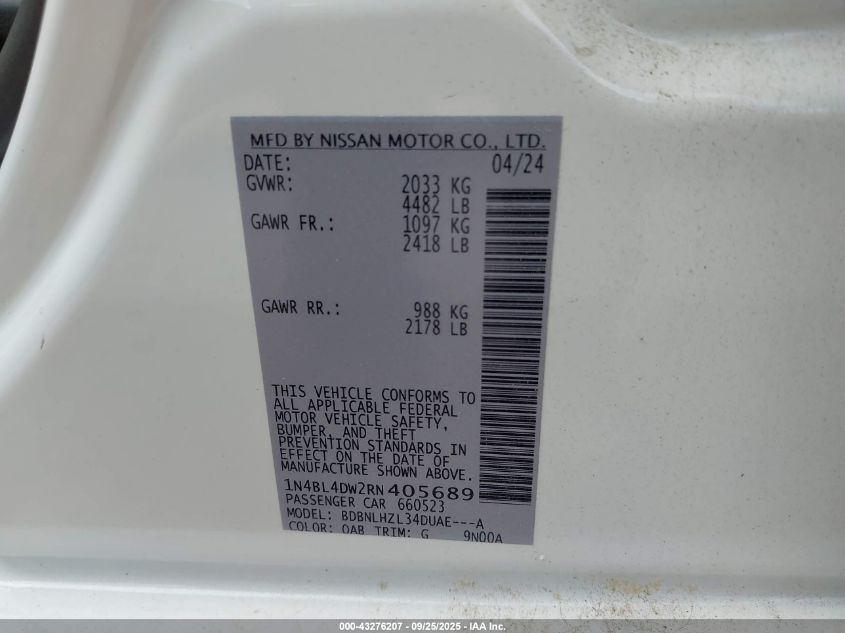 MFD BY NISSAN MOTOR CO., LTD.
DATE: 04/24
GVWR: 2033 KG
4482 LB
GAWR FR.: 1097 KG
2418 LB
GAWR RR.: 988 KG
2178 LB
THIS VEHICLE CONFORMS TO
ALL APPLICABLE FEDERAL
MOTOR VEHICLE SAFETY,
BUMPER, AND THEFT
PREVENTION STANDARDS IN
EFFECT ON THE DATE OF
MANUFACTURE SHOWN ABOVE.
1N4BL4DW2RN405689
PASSENGER CAR 660523
MODEL: BDBNLHZL34DUAE---A
COLOR: QAB TRIM: G 9N00A
000-43276207 - 09/25/2025 - IAA Inc.